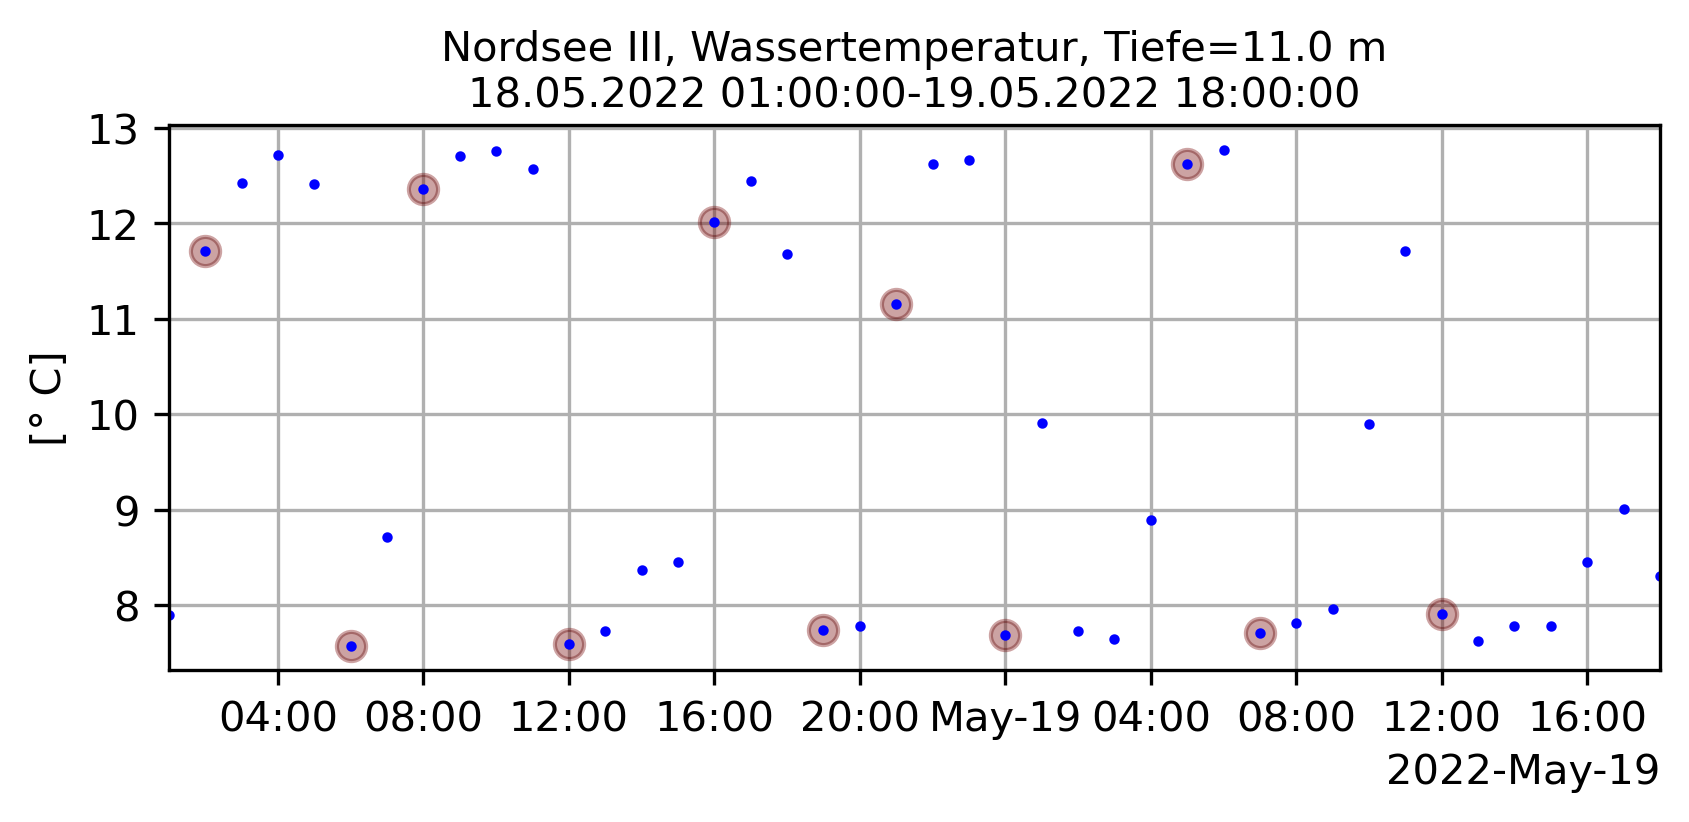 Nordsee III, Wassertemperatur, Tiefe=11.0 m
18.05.2022 01:00:00-19.05.2022 18:00:00
13
12
11
10
9
8
[° C]
04:00 08:00 12:00 16:00 20:00 May-19 04:00 08:00 12:00 16:00
2022-May-19